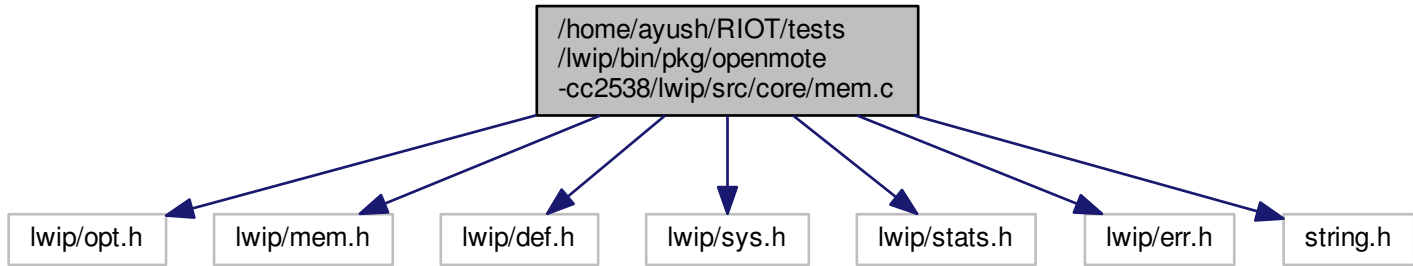 /home/ayush/RIOT/tests
/lwip/bin/pkg/openmote
-cc2538/lwip/src/core/mem.c
lwip/opt.h
lwip/mem.h
lwip/def.h
lwip/sys.h
lwip/stats.h
lwip/err.h
string.h